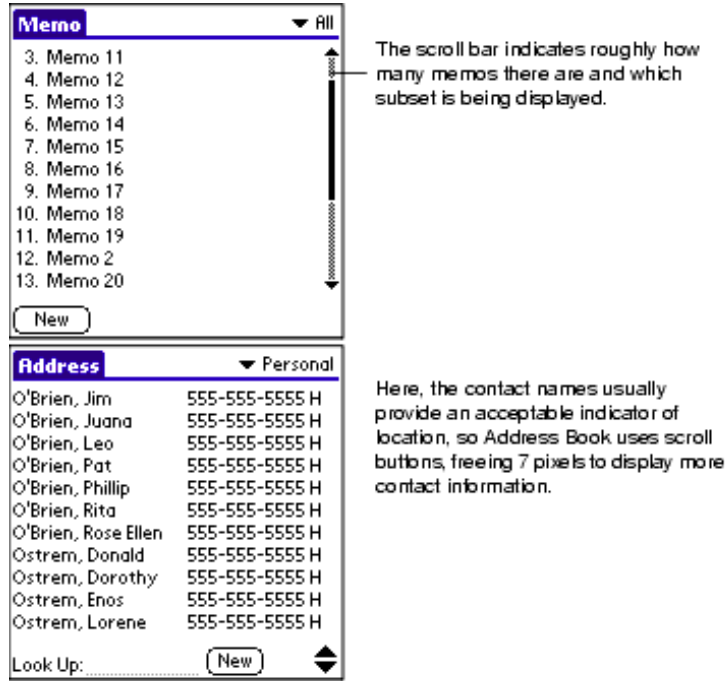 Memo All
3. Memo 11
4. Memo 12
5. Memo 13
6. Memo 14
7. Memo 15
8. Memo 16
9. Memo 17
10. Memo 18
11. Memo 19
12. Memo 2
13. Memo 20
New
The scroll bar indicates roughly how
many memos there are and which
subset is being displayed.
Address Personal
O'Brien, Jim 555-555-5555 H
O'Brien, Juana 555-555-5555 H
O'Brien, Leo 555-555-5555 H
O'Brien, Pat 555-555-5555 H
O'Brien, Phillip 555-555-5555 H
O'Brien, Rita 555-555-5555 H
O'Brien, Rose Ellen 555-555-5555 H
Ostrem, Donald 555-555-5555 H
Ostrem, Dorothy 555-555-5555 H
Ostrem, Enos 555-555-5555 H
Ostrem, Lorene 555-555-5555 H
Look Up: New
Here, the contact names usually
provide an acceptable indicator of
location, so Address Book uses scroll
buttons, freeing 7 pixels to display more
contact information.